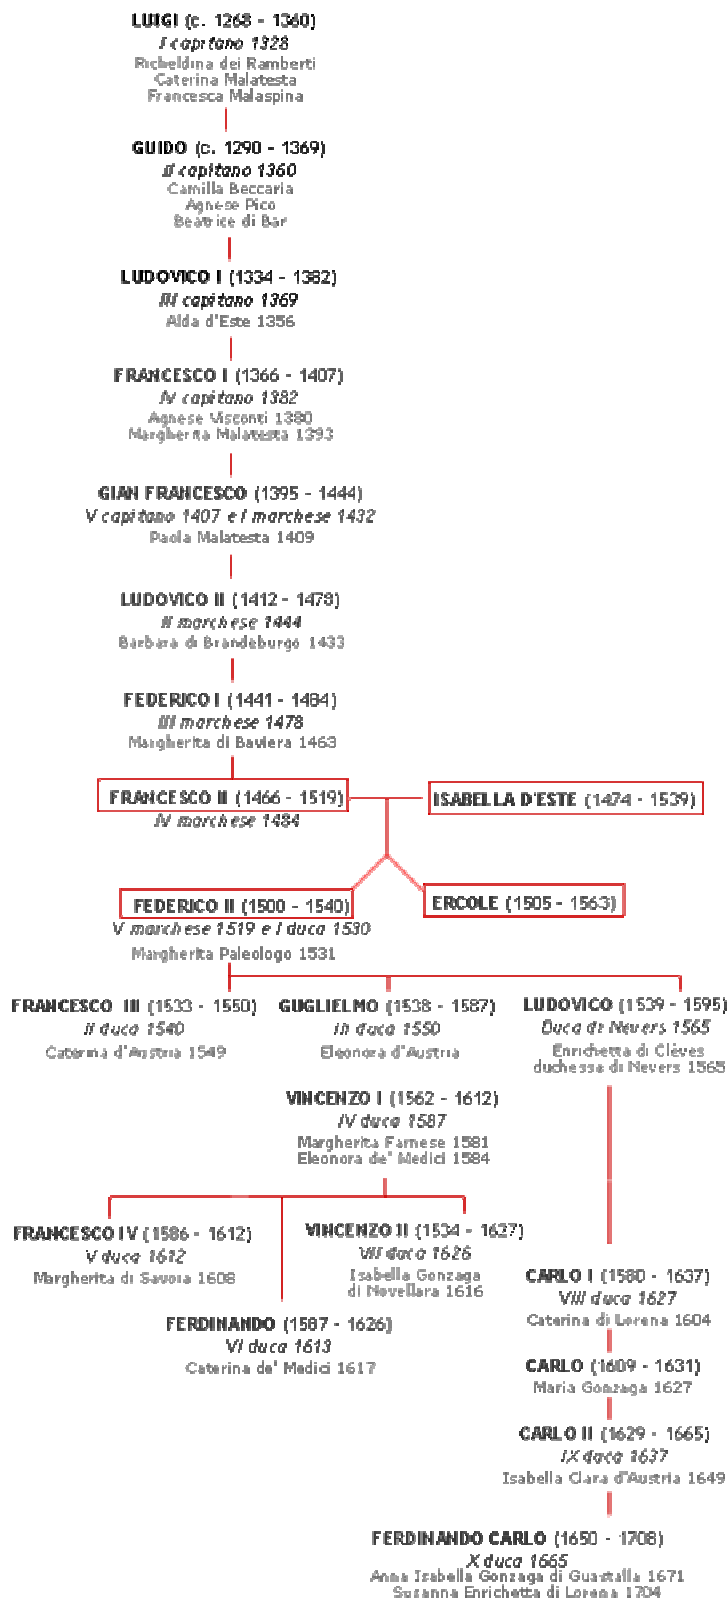 LUIGI (c. 1268 - 1360)
I capitano 1328
Richeldina dei Ramberti
Caterina Malatesta
Francesca Malaspina
GUIDO (c. 1290 - 1369)
II capitano 1360
Camilla Beccaria
Agnese Pico
Beatrice di Bar
LUDOVICO I (1334 - 1382)
III capitano 1369
Alda d'Este 1356
FRANCESCO I (1366 - 1407)
IV capitano 1382
Agnese Visconti 1380
Margherita Malatesta 1393
GIAN FRANCESCO (1395 - 1444)
V capitano 1407 e I marchese 1432
Paola Malatesta 1409
LUDOVICO II (1412 - 1478)
II marchese 1444
Barbara di Brandeburgo 1433
FEDERICO I (1441 - 1484)
III marchese 1478
Margherita di Baviera 1463
FRANCESCO II (1466 - 1519)
ISABELLA D'ESTE (1474 - 1539)
IV marchese 1484
FEDERICO II (1500 - 1540)
ERCOLE (1505 - 1563)
V marchese 1519 e I duca 1530
Margherita Paleologo 1531
FRANCESCO III (1533 - 1550)
II duca 1540
Caterina d'Austria 1549
GUGLIELMO (1538 - 1587)
III duca 1550
Eleonora d'Austria
LUDOVICO (1539 - 1595)
Duca di Nevers 1565
Enrichetta di Clèves
duchessa di Nevers 1565
VINCENZO I (1562 - 1612)
IV duca 1587
Margherita Farnese 1581
Eleonora de' Medici 1584
FRANCESCO IV (1586 - 1612)
V duca 1612
Margherita di Savoia 1608
VINCENZO II (1534 - 1627)
VII duca 1626
Isabella Gonzaga
di Novellara 1616
FERDINANDO (1587 - 1626)
VI duca 1613
Caterina de' Medici 1617
CARLO I (1580 - 1637)
VIII duca 1627
Caterina di Lorena 1604
CARLO (1609 - 1631)
Maria Gonzaga 1627
CARLO II (1629 - 1665)
IX duca 1637
Isabella Clara d'Austria 1649
FERDINANDO CARLO (1650 - 1708)
X duca 1665
Anna Isabella Gonzaga di Guastalla 1671
Susanna Enrichetta di Lorena 1704